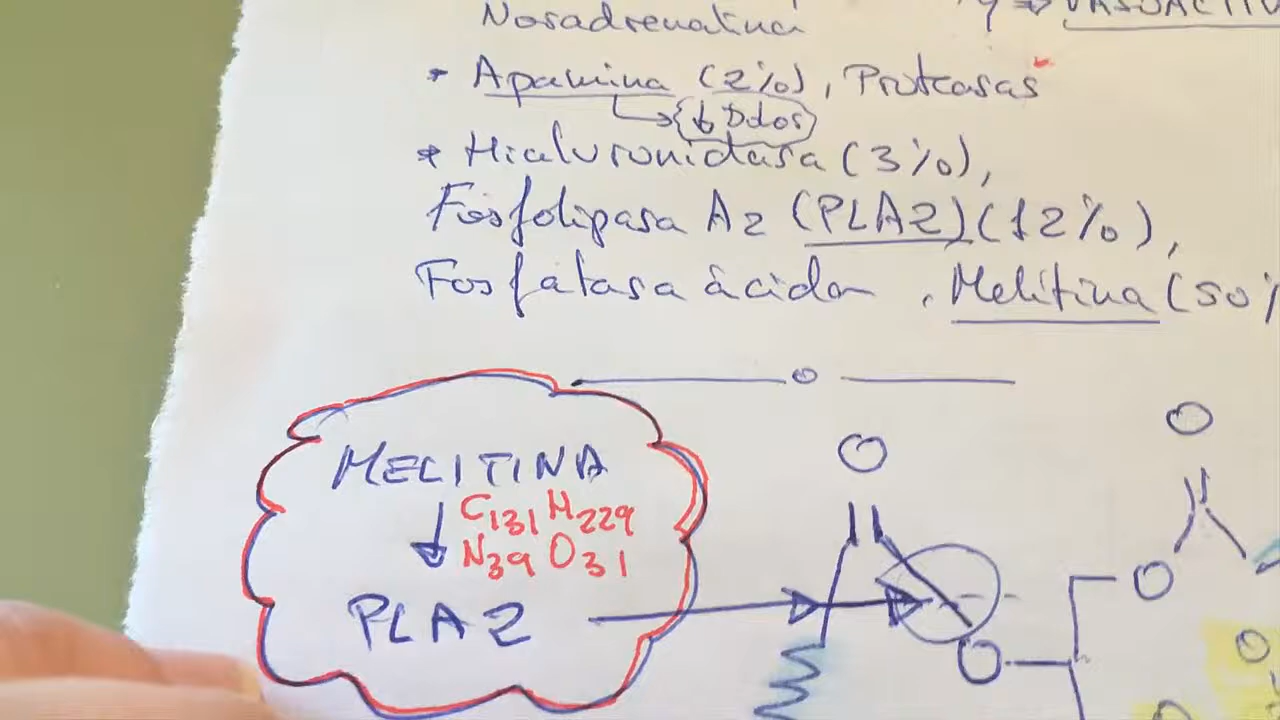 Noradrenalina y => VASOACTIV
* Apamina (2%), Proteasas
↓ Ddos
* Hialuronidasa (3%),
Fosfolipasa A2 (PLA2) (12%),
Fosfatasa ácida, Melitina (50%
MELITINA
C131 H229
N39 O31
PLA2
O
O
O
O
O